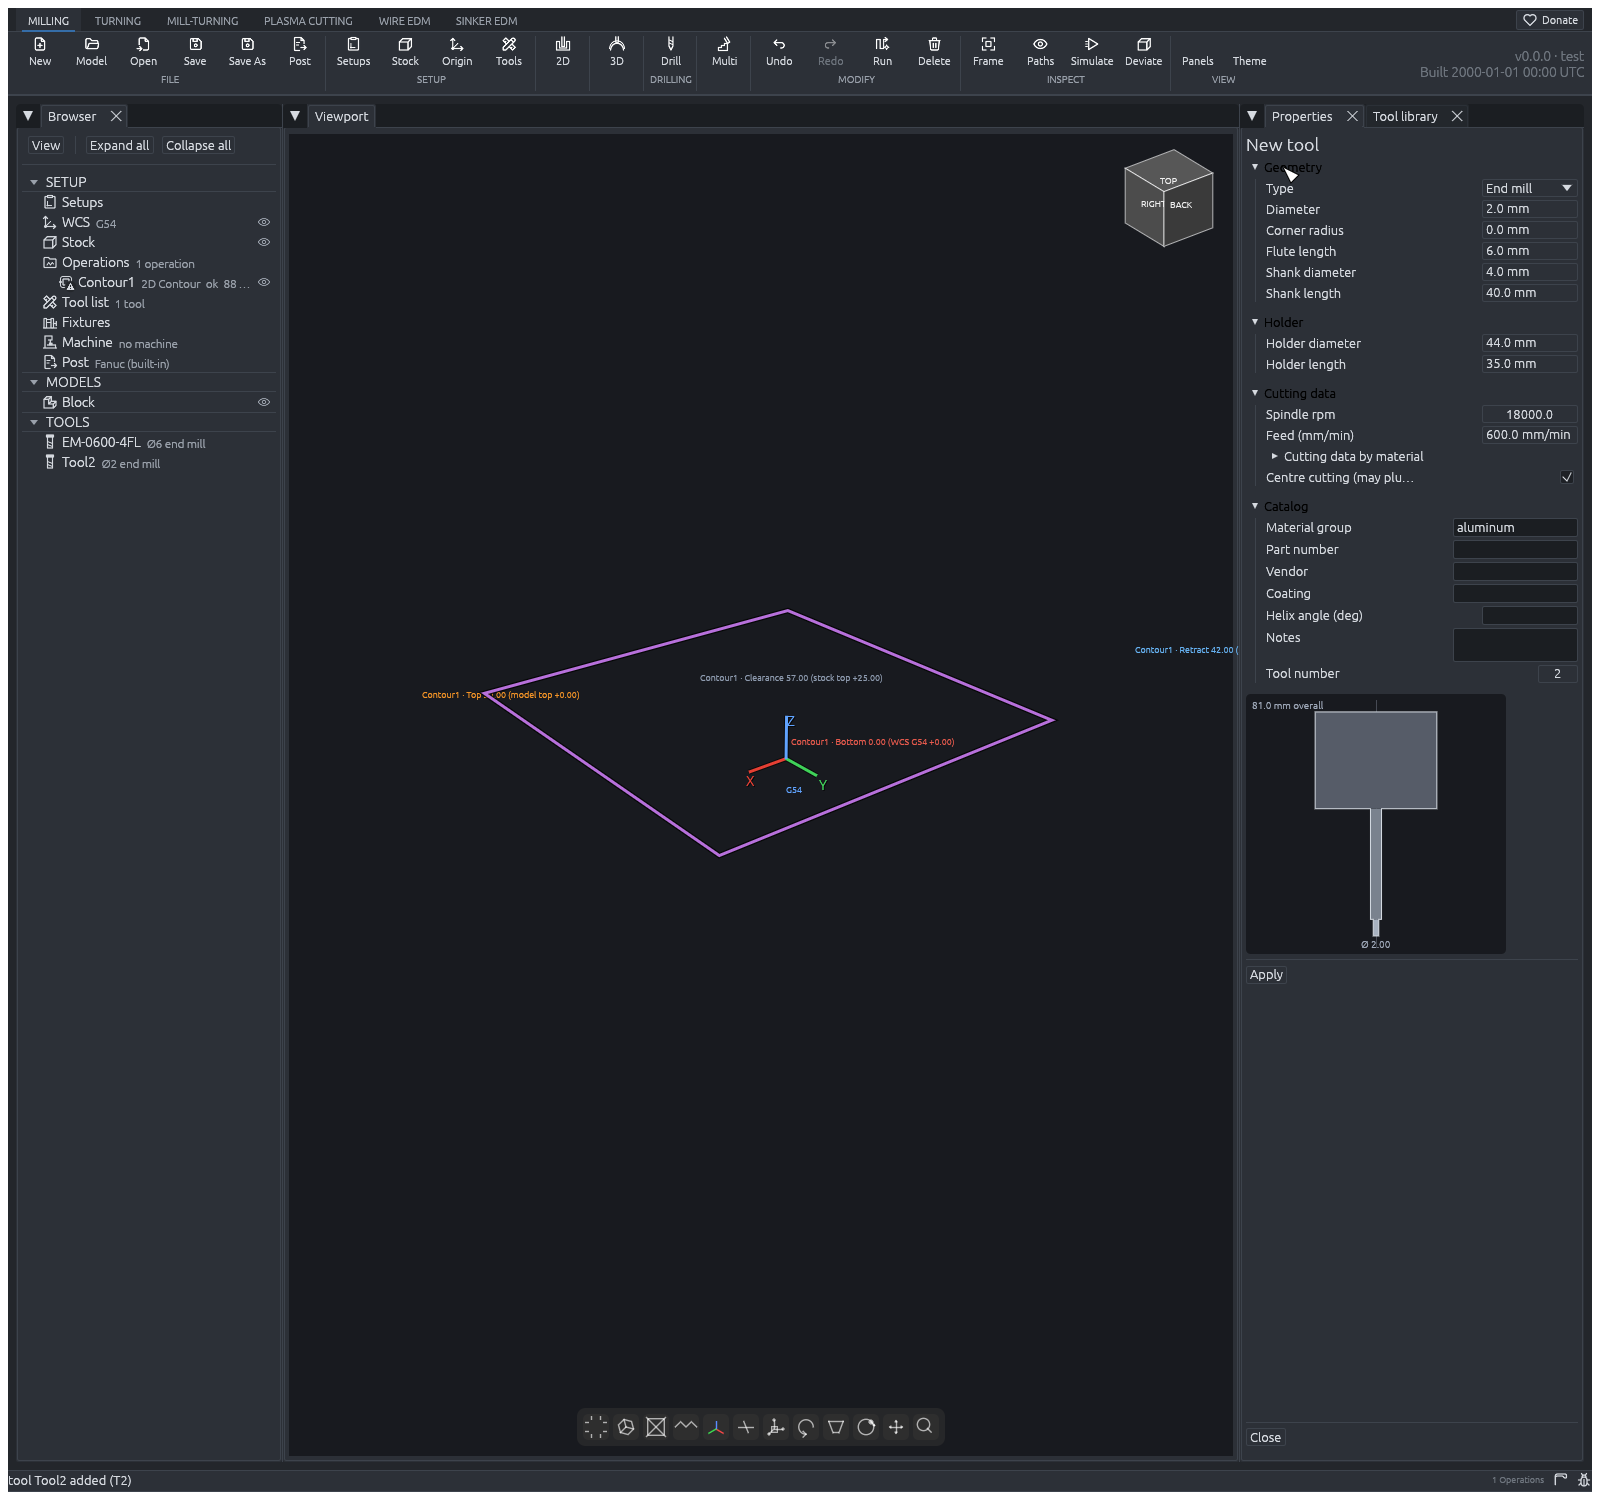 MILLING TURNING MILL-TURNING PLASMA CUTTING WIRE EDM SINKER EDM Donate
New Model Open Save Save As Post Setups Stock Origin Tools 2D 3D Drill Multi Undo Redo Run Delete Frame Paths Simulate Deviate Panels Theme
FILE SETUP DRILLING MODIFY INSPECT VIEW
v0.0.0 · test
Built 2000-01-01 00:00 UTC
Browser
View Expand all Collapse all
SETUP
Setups
WCS G54
Stock
Operations 1 operation
Contour1 2D Contour ok 88 ...
Tool list 1 tool
Fixtures
Machine no machine
Post Fanuc (built-in)
MODELS
Block
TOOLS
EM-0600-4FL Ø6 end mill
Tool2 Ø2 end mill
Viewport
TOP
RIGHT BACK
Contour1 · Retract 42.00 (
Contour1 · Clearance 57.00 (stock top +25.00)
Contour1 · Top .00 (model top +0.00)
Z
Contour1 · Bottom 0.00 (WCS G54 +0.00)
X Y
G54
Properties Tool library
New tool
Geometry
Type End mill
Diameter 2.0 mm
Corner radius 0.0 mm
Flute length 6.0 mm
Shank diameter 4.0 mm
Shank length 40.0 mm
Holder
Holder diameter 44.0 mm
Holder length 35.0 mm
Cutting data
Spindle rpm 18000.0
Feed (mm/min) 600.0 mm/min
Cutting data by material
Centre cutting (may plu...
Catalog
Material group aluminum
Part number
Vendor
Coating
Helix angle (deg)
Notes
Tool number 2
81.0 mm overall
Ø 2.00
Apply
Close
tool Tool2 added (T2)
1 Operations